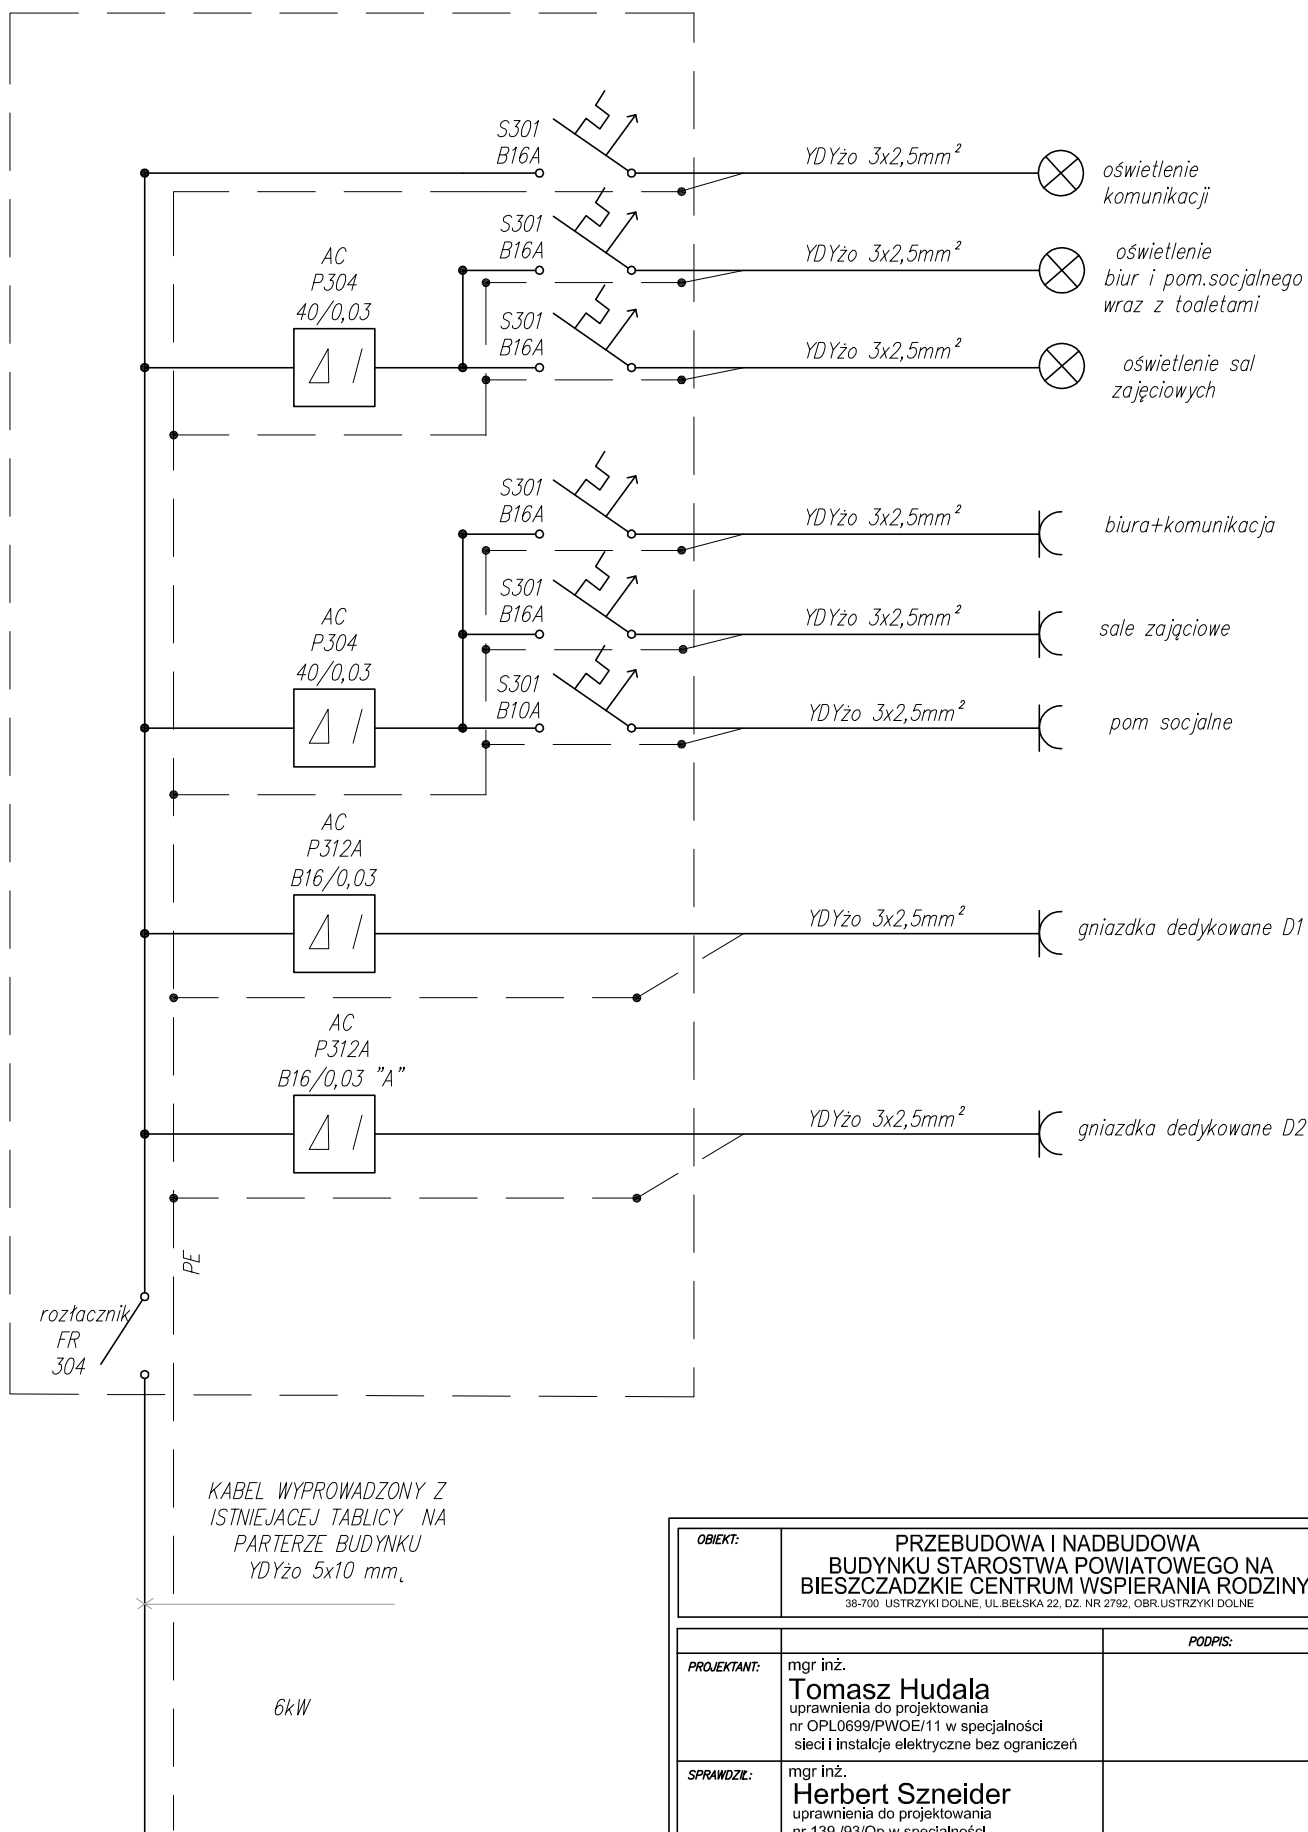 S301
B16A
YDYżo 3x2,5mm²
oświetlenie
komunikacji
S301
B16A
YDYżo 3x2,5mm²
oświetlenie
biur i pom.socjalnego
wraz z toaletami
AC
P304
40/0,03
S301
B16A
YDYżo 3x2,5mm²
oświetlenie sal
zajęciowych
S301
B16A
YDYżo 3x2,5mm²
biura+komunikacja
S301
B16A
YDYżo 3x2,5mm²
sale zajęciowe
AC
P304
40/0,03
S301
B10A
YDYżo 3x2,5mm²
pom socjalne
AC
P312A
B16/0,03
YDYżo 3x2,5mm²
gniazdka dedykowane D1
AC
P312A
B16/0,03 "A"
YDYżo 3x2,5mm²
gniazdka dedykowane D2
PE
rozłacznik
FR
304
KABEL WYPROWADZONY Z
ISTNIEJACEJ TABLICY NA
PARTERZE BUDYNKU
YDYżo 5x10 mm
6kW
OBIEKT:
PRZEBUDOWA I NADBUDOWA
BUDYNKU STAROSTWA POWIATOWEGO NA
BIESZCZADZKIE CENTRUM WSPIERANIA RODZINY
38-700 USTRZYKI DOLNE, UL.BEŁSKA 22, DZ. NR 2792, OBR.USTRZYKI DOLNE
PODPIS:
PROJEKTANT:
mgr inż.
Tomasz Hudala
uprawnienia do projektowania
nr OPL0699/PWOE/11 w specjalności
sieci i instalcje elektryczne bez ograniczeń
SPRAWDZIŁ:
mgr inż.
Herbert Szneider
uprawnienia do projektowania
nr 139 /93/Op w specjalności